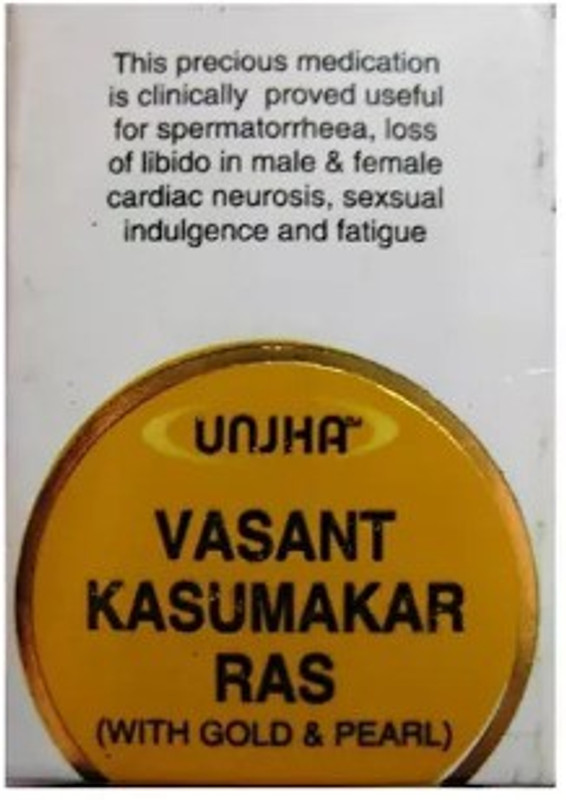 This precious medication
is clinically proved useful
for spermatorrheea, loss
of libido in male & female
cardiac neurosis, sexsual
indulgence and fatigue
UNJHA™
VASANT
KASUMAKAR
RAS
(WITH GOLD & PEARL)